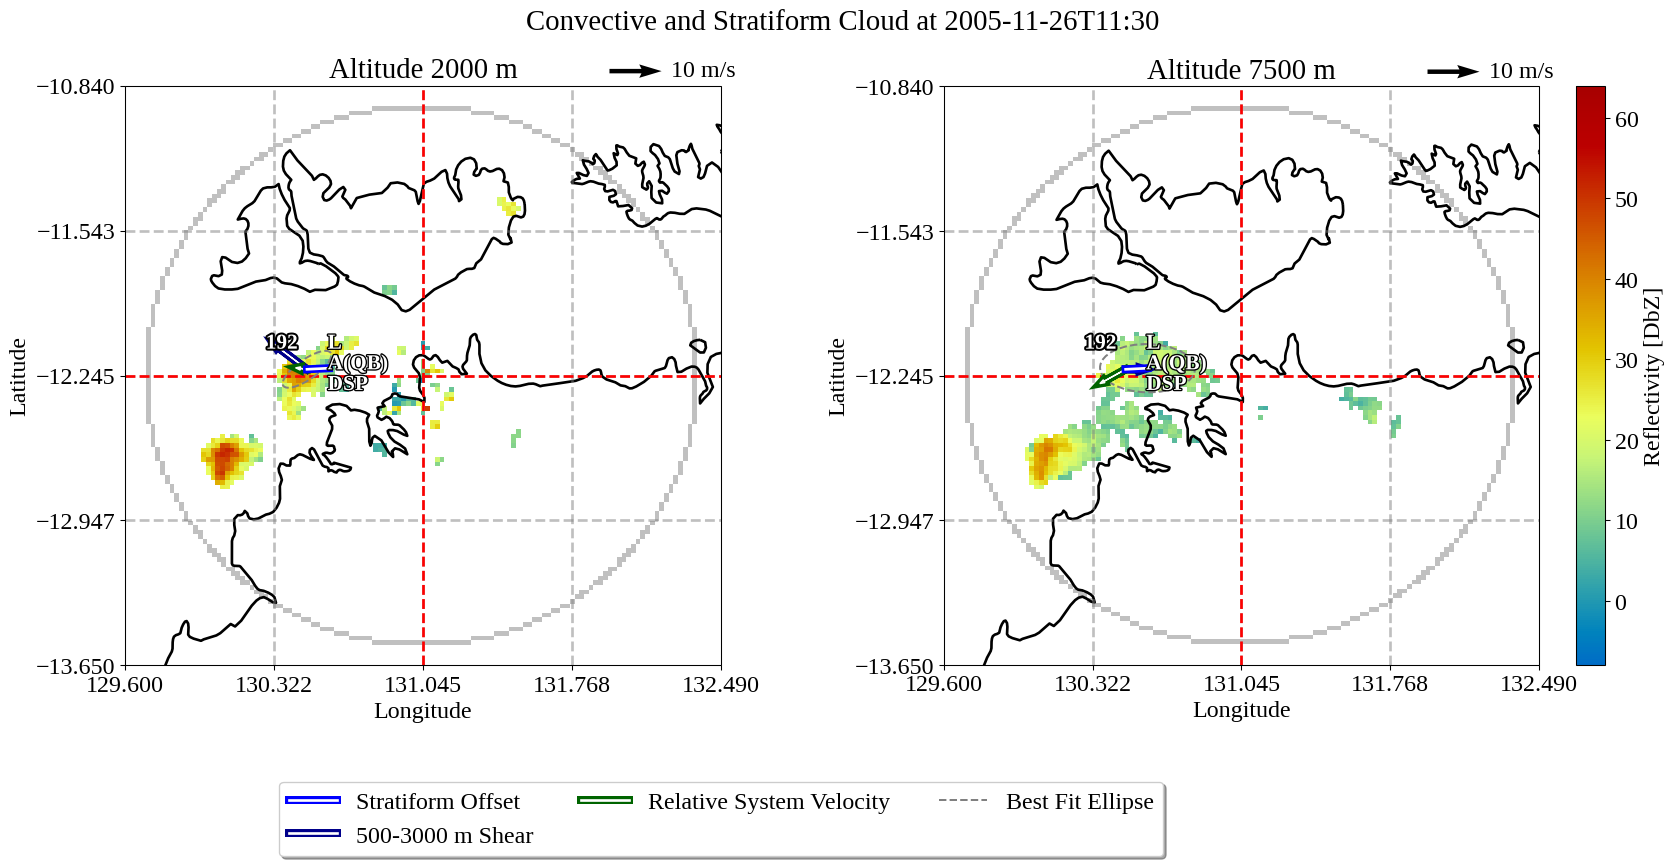 Convective and Stratiform Cloud at 2005-11-26T11:30
Altitude 2000 m
10 m/s
Altitude 7500 m
10 m/s
−10.840
−11.543
−12.245
−12.947
−13.650
Latitude
129.600
130.322
131.045
131.768
132.490
Longitude
192
L
A(QB)
DSP
−10.840
−11.543
−12.245
−12.947
−13.650
Latitude
129.600
130.322
131.045
131.768
132.490
Longitude
192
L
A(QB)
DSP
60
50
40
30
20
10
0
Reflectivity [DbZ]
Stratiform Offset
500-3000 m Shear
Relative System Velocity
Best Fit Ellipse